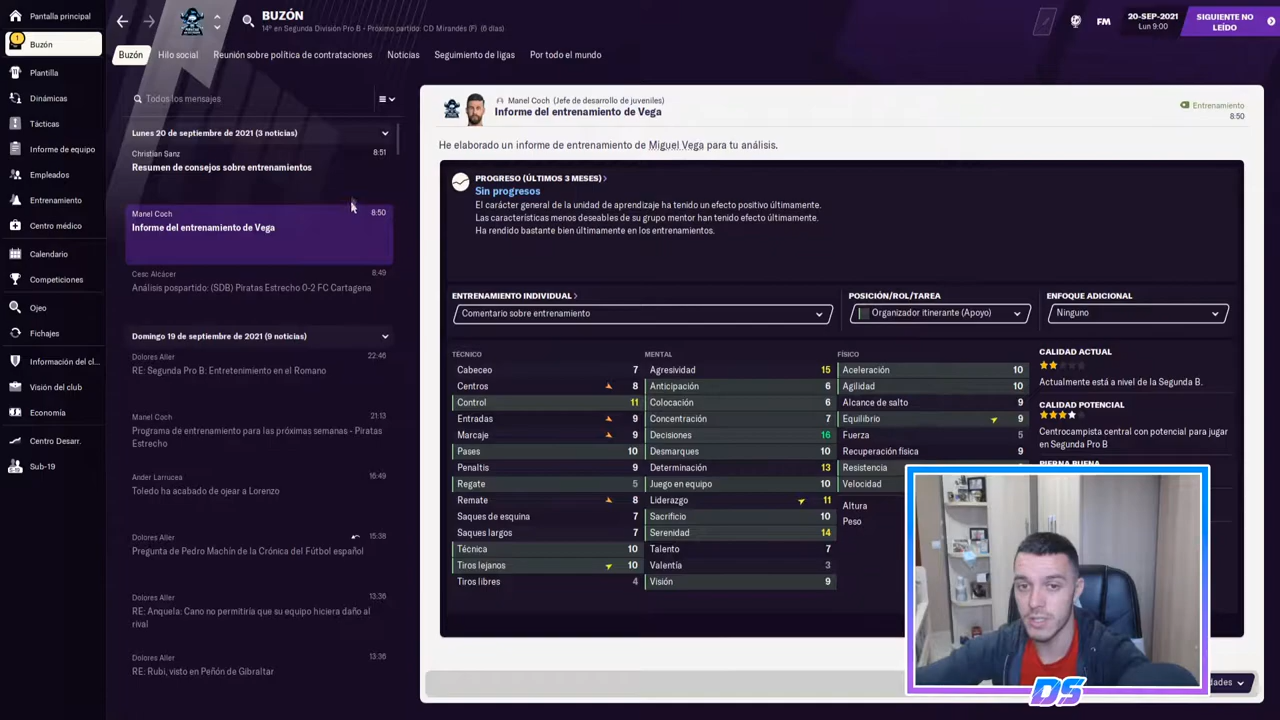 Pantalla principal
1
Buzón
Plantilla
Dinámicas
Tácticas
Informe de equipo
Empleados
Entrenamiento
Centro médico
Calendario
Competiciones
Ojeo
Fichajes
Información del cl...
Visión del club
Economía
Centro Desarr.
Sub-19
BUZÓN
14º en Segunda División Pro B - Próximo partido: CD Mirandés (F) (6 días)
FM
20-SEP-2021
Lun 9:00
SIGUIENTE NO
LEÍDO
Buzón
Hilo social
Reunión sobre política de contrataciones
Noticias
Seguimiento de ligas
Por todo el mundo
Todos los mensajes
Lunes 20 de septiembre de 2021 (3 noticias)
Christian Sanz 8:51
Resumen de consejos sobre entrenamientos
Manel Coch 8:50
Informe del entrenamiento de Vega
Cesc Alcácer 8:49
Análisis pospartido: (SDB) Piratas Estrecho 0-2 FC Cartagena
Domingo 19 de septiembre de 2021 (9 noticias)
Dolores Aller 22:46
RE: Segunda Pro B: Entretenimiento en el Romano
Manel Coch 21:13
Programa de entrenamiento para las próximas semanas - Piratas
Estrecho
Ander Larrucea 16:49
Toledo ha acabado de ojear a Lorenzo
Dolores Aller 15:38
Pregunta de Pedro Machín de la Crónica del Fútbol español
Dolores Aller 13:36
RE: Anquela: Cano no permitiría que su equipo hiciera daño al
rival
Dolores Aller 13:36
RE: Rubi, visto en Peñón de Gibraltar
Manel Coch (Jefe de desarrollo de juveniles)
Informe del entrenamiento de Vega
Entrenamiento
8:50
He elaborado un informe de entrenamiento de Miguel Vega para tu análisis.
PROGRESO (ÚLTIMOS 3 MESES)
Sin progresos
El carácter general de la unidad de aprendizaje ha tenido un efecto positivo últimamente.
Las características menos deseables de su grupo mentor han tenido efecto últimamente.
Ha rendido bastante bien últimamente en los entrenamientos.
ENTRENAMIENTO INDIVIDUAL
Comentario sobre entrenamiento
POSICIÓN/ROL/TAREA
Organizador itinerante (Apoyo)
ENFOQUE ADICIONAL
Ninguno
TÉCNICO
Cabeceo 7
Centros 8
Control 11
Entradas 9
Marcaje 9
Pases 10
Penaltis 9
Regate 5
Remate 8
Saques de esquina 7
Saques largos 7
Técnica 10
Tiros lejanos 10
Tiros libres 4
MENTAL
Agresividad 15
Anticipación 6
Colocación 6
Concentración 7
Decisiones 16
Desmarques 10
Determinación 13
Juego en equipo 10
Liderazgo 11
Sacrificio 10
Serenidad 14
Talento 7
Valentía 3
Visión 9
FÍSICO
Aceleración 10
Agilidad 10
Alcance de salto 9
Equilibrio 9
Fuerza 5
Recuperación física 9
Resistencia
Velocidad
Altura
Peso
CALIDAD ACTUAL
Actualmente está a nivel de la Segunda B.
CALIDAD POTENCIAL
Centrocampista central con potencial para jugar
en Segunda Pro B
PIERNA BUENA
DS